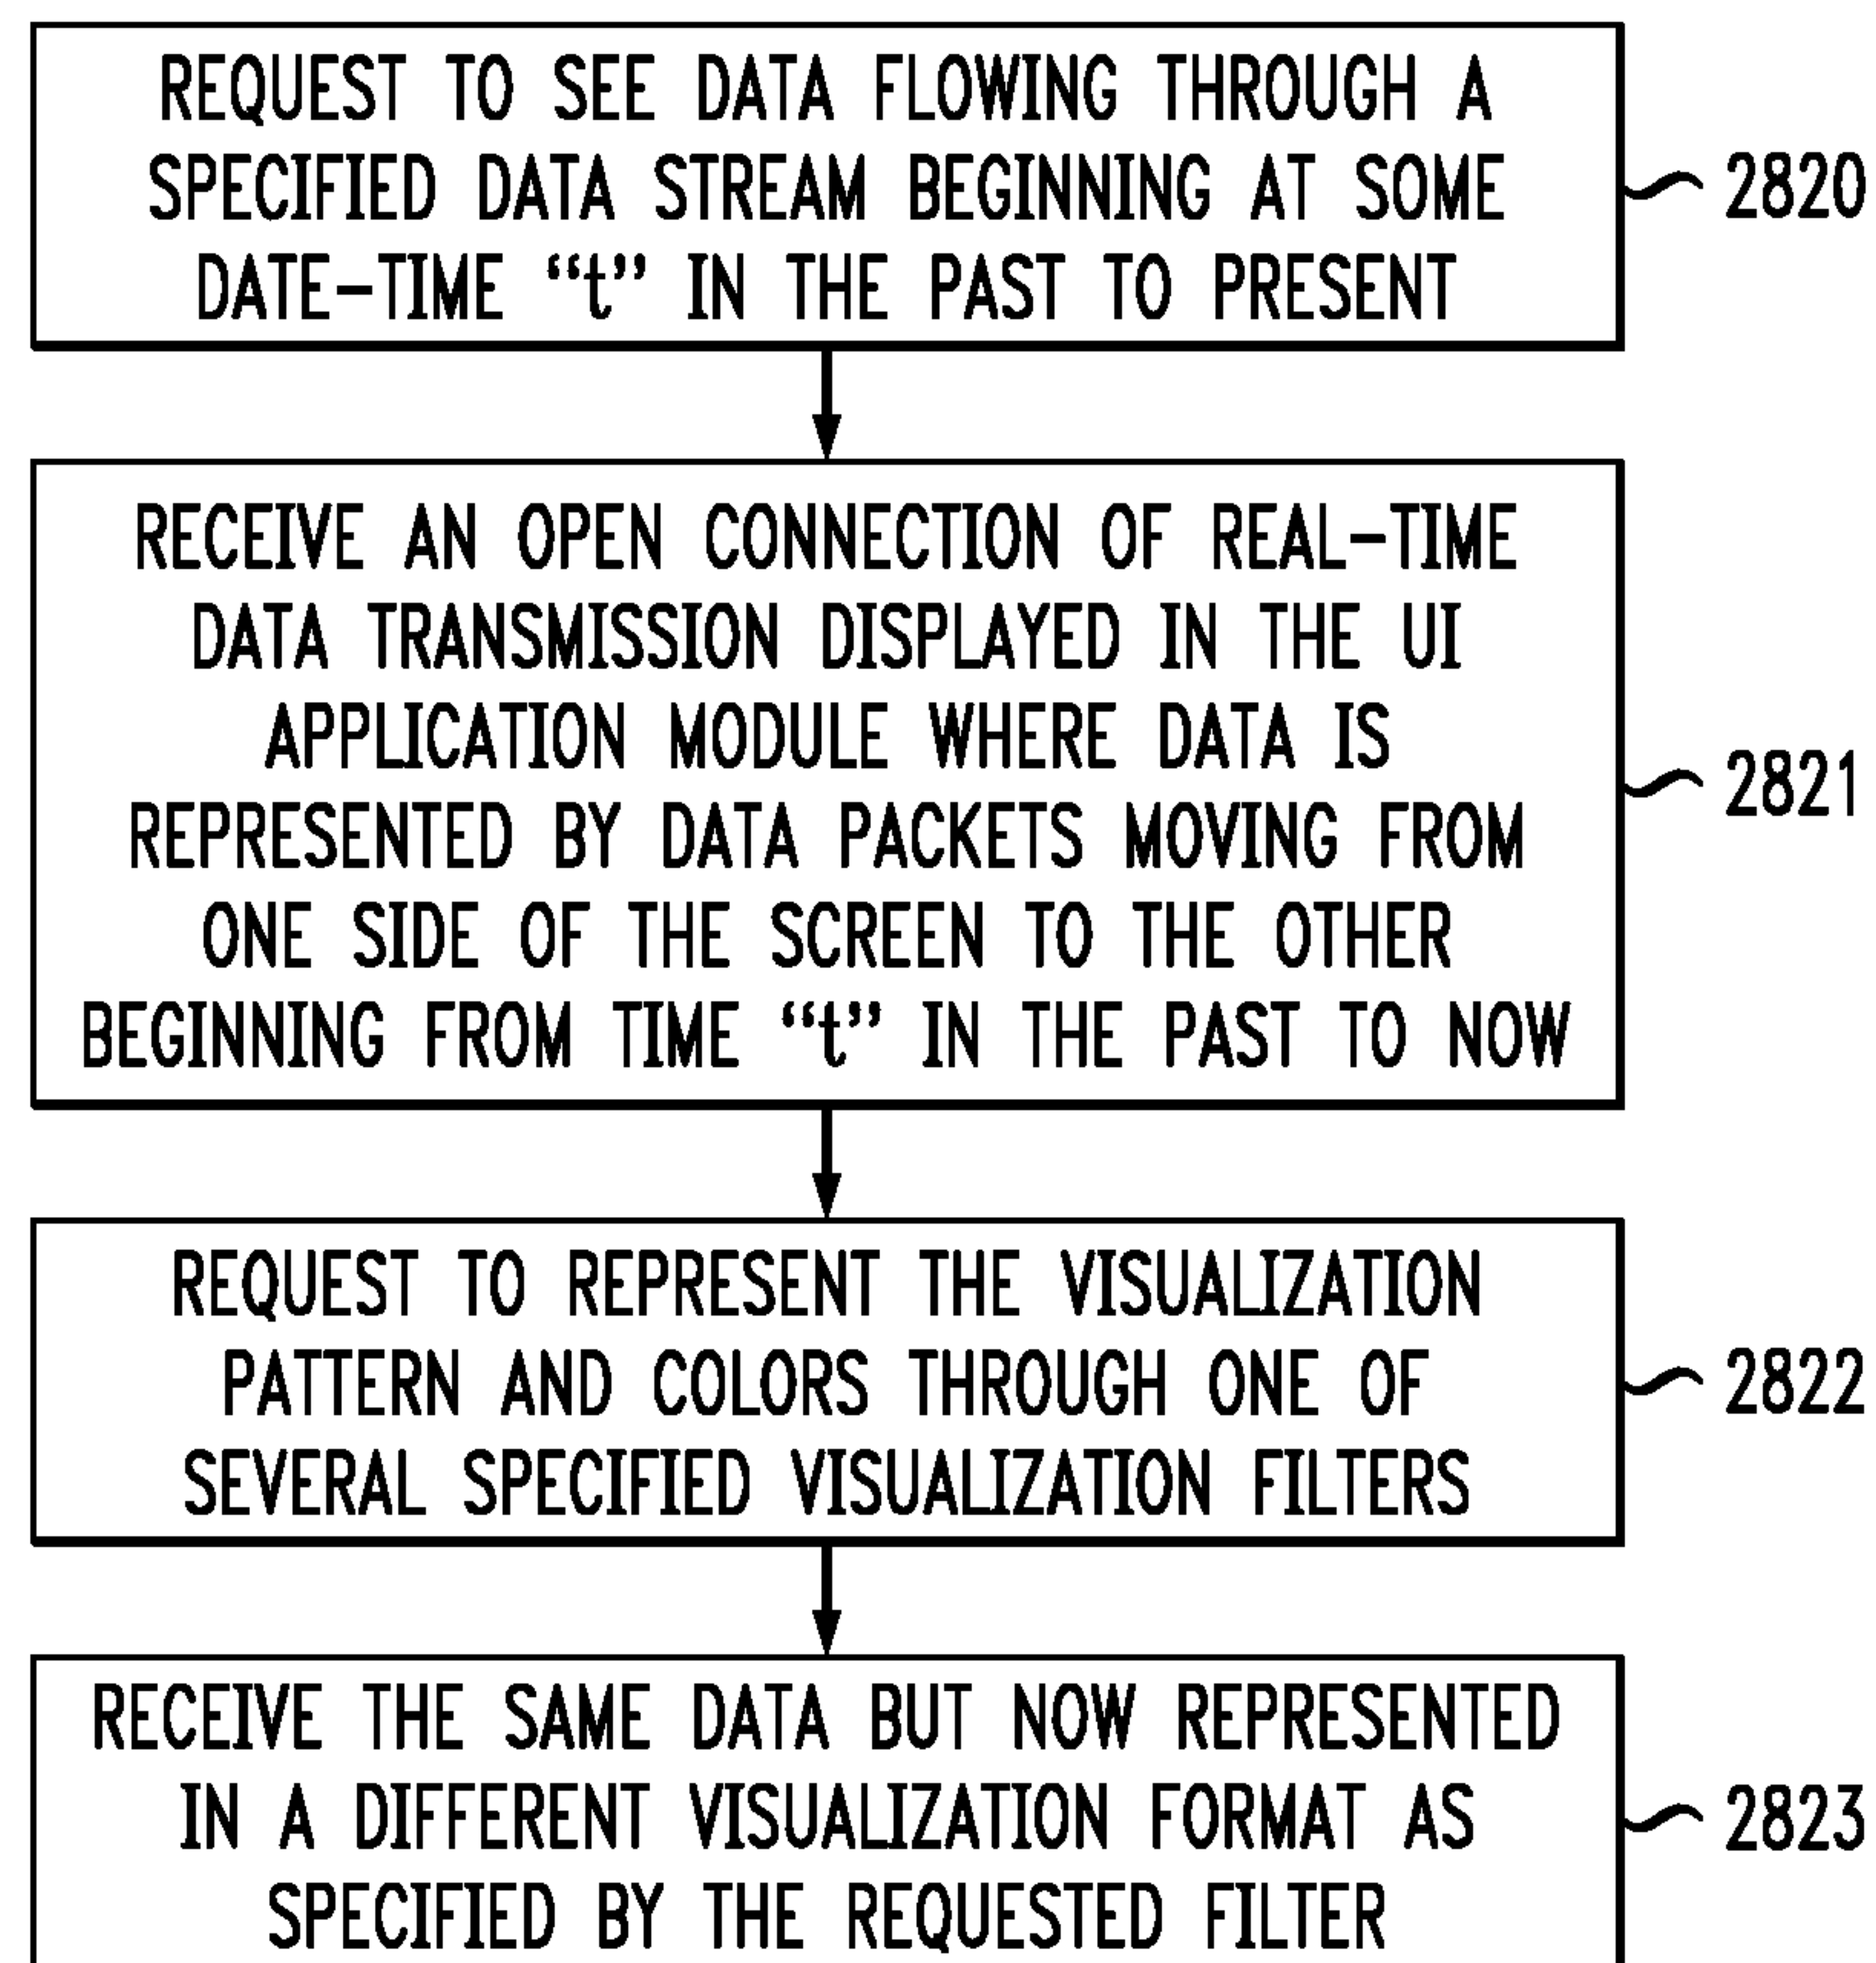 REQUEST TO SEE DATA FLOWING THROUGH A
SPECIFIED DATA STREAM BEGINNING AT SOME
DATE-TIME “t” IN THE PAST TO PRESENT
2820
RECEIVE AN OPEN CONNECTION OF REAL-TIME
DATA TRANSMISSION DISPLAYED IN THE UI
APPLICATION MODULE WHERE DATA IS
REPRESENTED BY DATA PACKETS MOVING FROM
ONE SIDE OF THE SCREEN TO THE OTHER
BEGINNING FROM TIME “t” IN THE PAST TO NOW
2821
REQUEST TO REPRESENT THE VISUALIZATION
PATTERN AND COLORS THROUGH ONE OF
SEVERAL SPECIFIED VISUALIZATION FILTERS
2822
RECEIVE THE SAME DATA BUT NOW REPRESENTED
IN A DIFFERENT VISUALIZATION FORMAT AS
SPECIFIED BY THE REQUESTED FILTER
2823